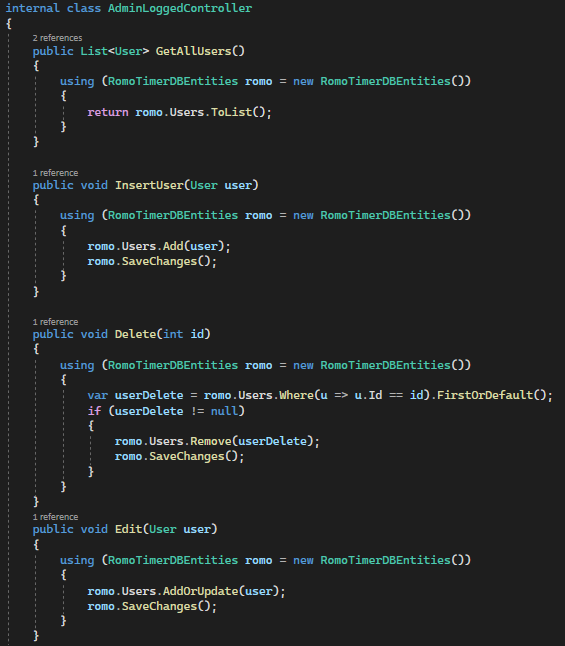 internal class AdminLoggedController
{
2 references
public List<User> GetAllUsers()
{
using (RomoTimerDBEntities romo = new RomoTimerDBEntities())
{
return romo.Users.ToList();
}
}
1 reference
public void InsertUser(User user)
{
using (RomoTimerDBEntities romo = new RomoTimerDBEntities())
{
romo.Users.Add(user);
romo.SaveChanges();
}
}
1 reference
public void Delete(int id)
{
using (RomoTimerDBEntities romo = new RomoTimerDBEntities())
{
var userDelete = romo.Users.Where(u => u.Id == id).FirstOrDefault();
if (userDelete != null)
{
romo.Users.Remove(userDelete);
romo.SaveChanges();
}
}
}
1 reference
public void Edit(User user)
{
using (RomoTimerDBEntities romo = new RomoTimerDBEntities())
{
romo.Users.AddOrUpdate(user);
romo.SaveChanges();
}
}